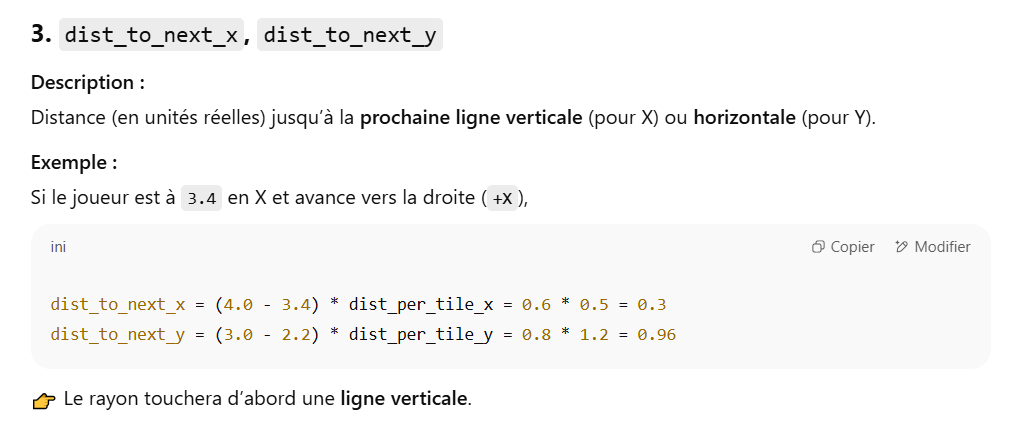 3. dist_to_next_x, dist_to_next_y
Description :
Distance (en unités réelles) jusqu’à la prochaine ligne verticale (pour X) ou horizontale (pour Y).
Exemple :
Si le joueur est à 3.4 en X et avance vers la droite ( +X ),
ini Copier Modifier
dist_to_next_x = (4.0 - 3.4) * dist_per_tile_x = 0.6 * 0.5 = 0.3
dist_to_next_y = (3.0 - 2.2) * dist_per_tile_y = 0.8 * 1.2 = 0.96
👉 Le rayon touchera d’abord une ligne verticale.